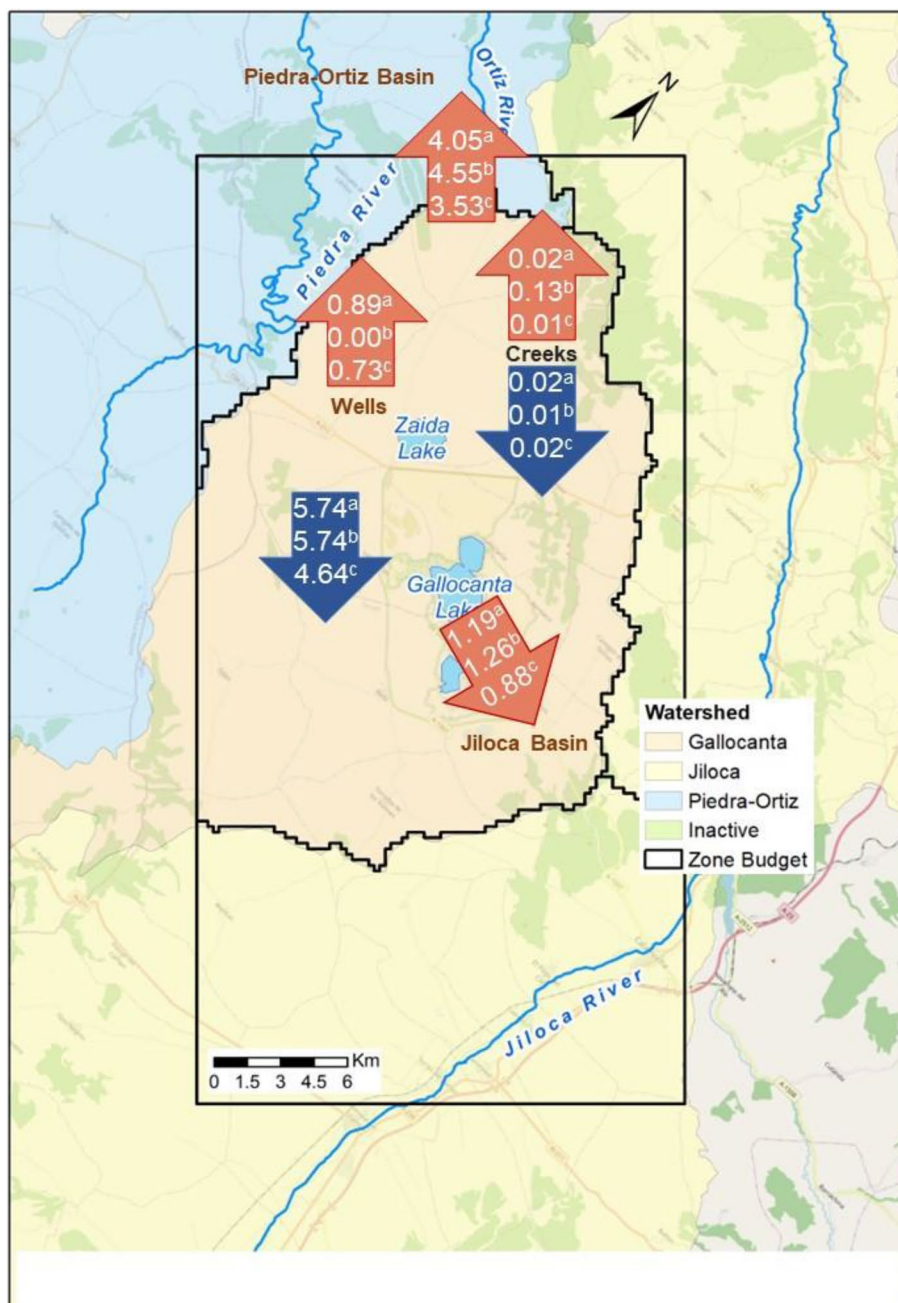 Piedra-Ortiz Basin
Ortiz Rive
N
4.05ᵃ
4.55ᵇ
3.53ᶜ
Piedra River
0.89ᵃ
0.00ᵇ
0.73ᶜ
Wells
0.02ᵃ
0.13ᵇ
0.01ᶜ
Creeks
0.02ᵃ
0.01ᵇ
0.02ᶜ
Zaida
Lake
5.74ᵃ
5.74ᵇ
4.64ᶜ
Gallocanta
Lake
1.19ᵃ
1.26ᵇ
0.88ᶜ
Jiloca Basin
Watershed
Gallocanta
Jiloca
Piedra-Ortiz
Inactive
Zone Budget
Jiloca River
Km
0 1.5 3 4.5 6